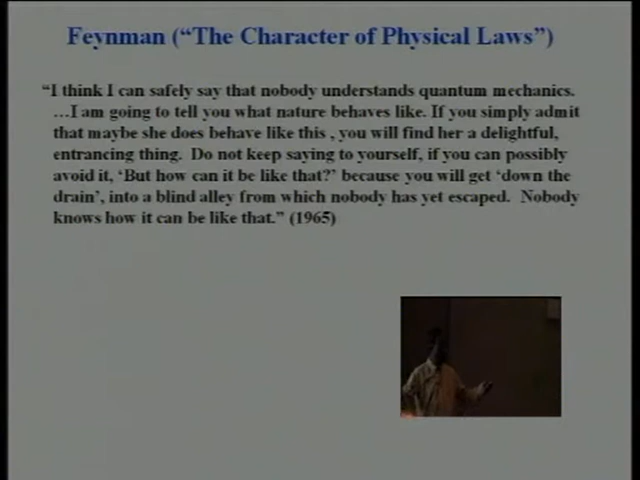 Feynman (“The Character of Physical Laws”)
“I think I can safely say that nobody understands quantum mechanics.
…I am going to tell you what nature behaves like. If you simply admit
that maybe she does behave like this , you will find her a delightful,
entrancing thing. Do not keep saying to yourself, if you can possibly
avoid it, ‘But how can it be like that?’ because you will get ‘down the
drain’, into a blind alley from which nobody has yet escaped. Nobody
knows how it can be like that.” (1965)